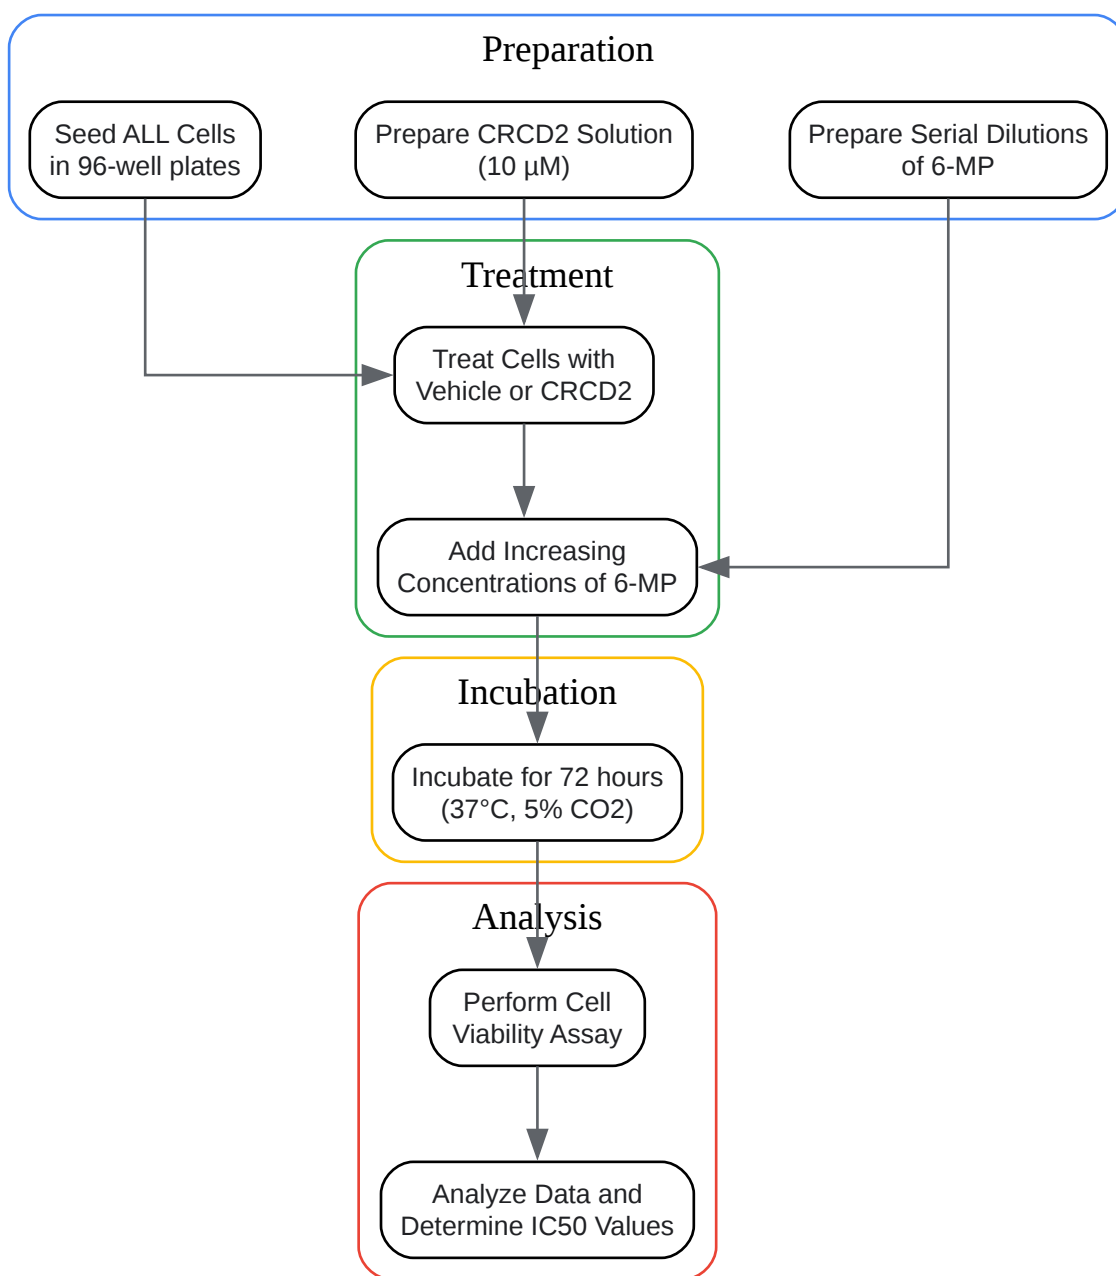 Preparation
Seed ALL Cells
in 96-well plates
Prepare CRCD2 Solution
(10 µM)
Prepare Serial Dilutions
of 6-MP
Treatment
Treat Cells with
Vehicle or CRCD2
Add Increasing
Concentrations of 6-MP
Incubation
Incubate for 72 hours
(37°C, 5% CO2)
Analysis
Perform Cell
Viability Assay
Analyze Data and
Determine IC50 Values